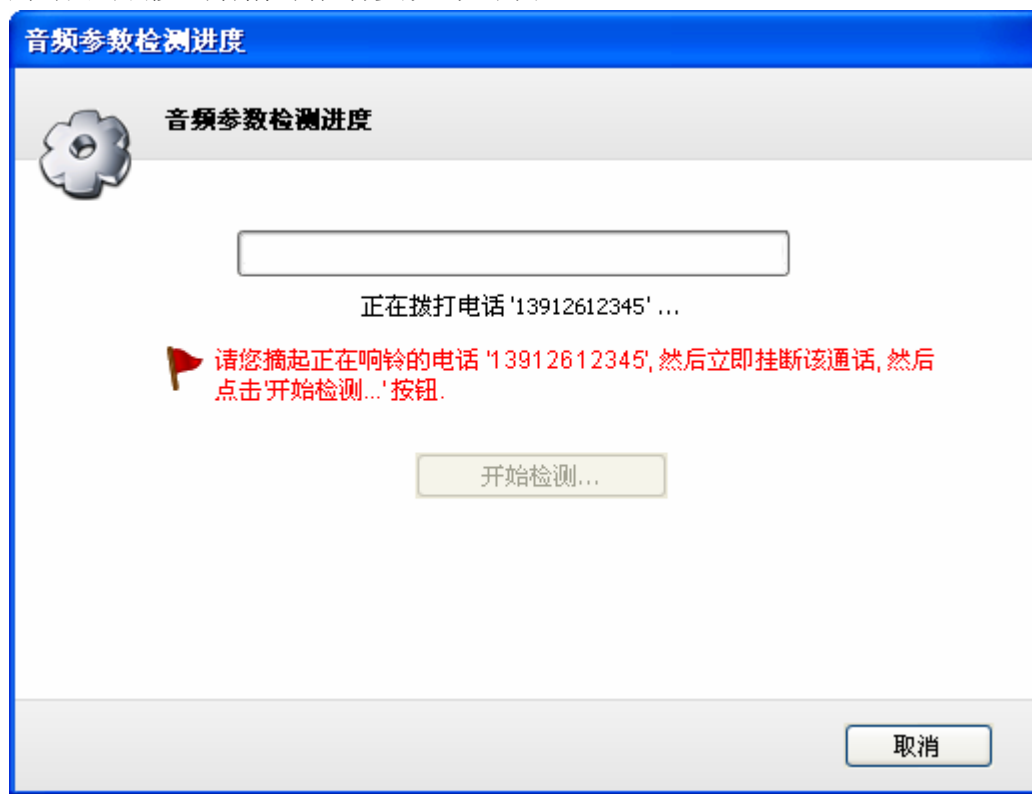 音频参数检测进度
音频参数检测进度
正在拨打电话 '13912612345' ...
请您摘起正在响铃的电话 '13912612345', 然后立即挂断该通话, 然后
点击'开始检测...' 按钮.
开始检测...
取消